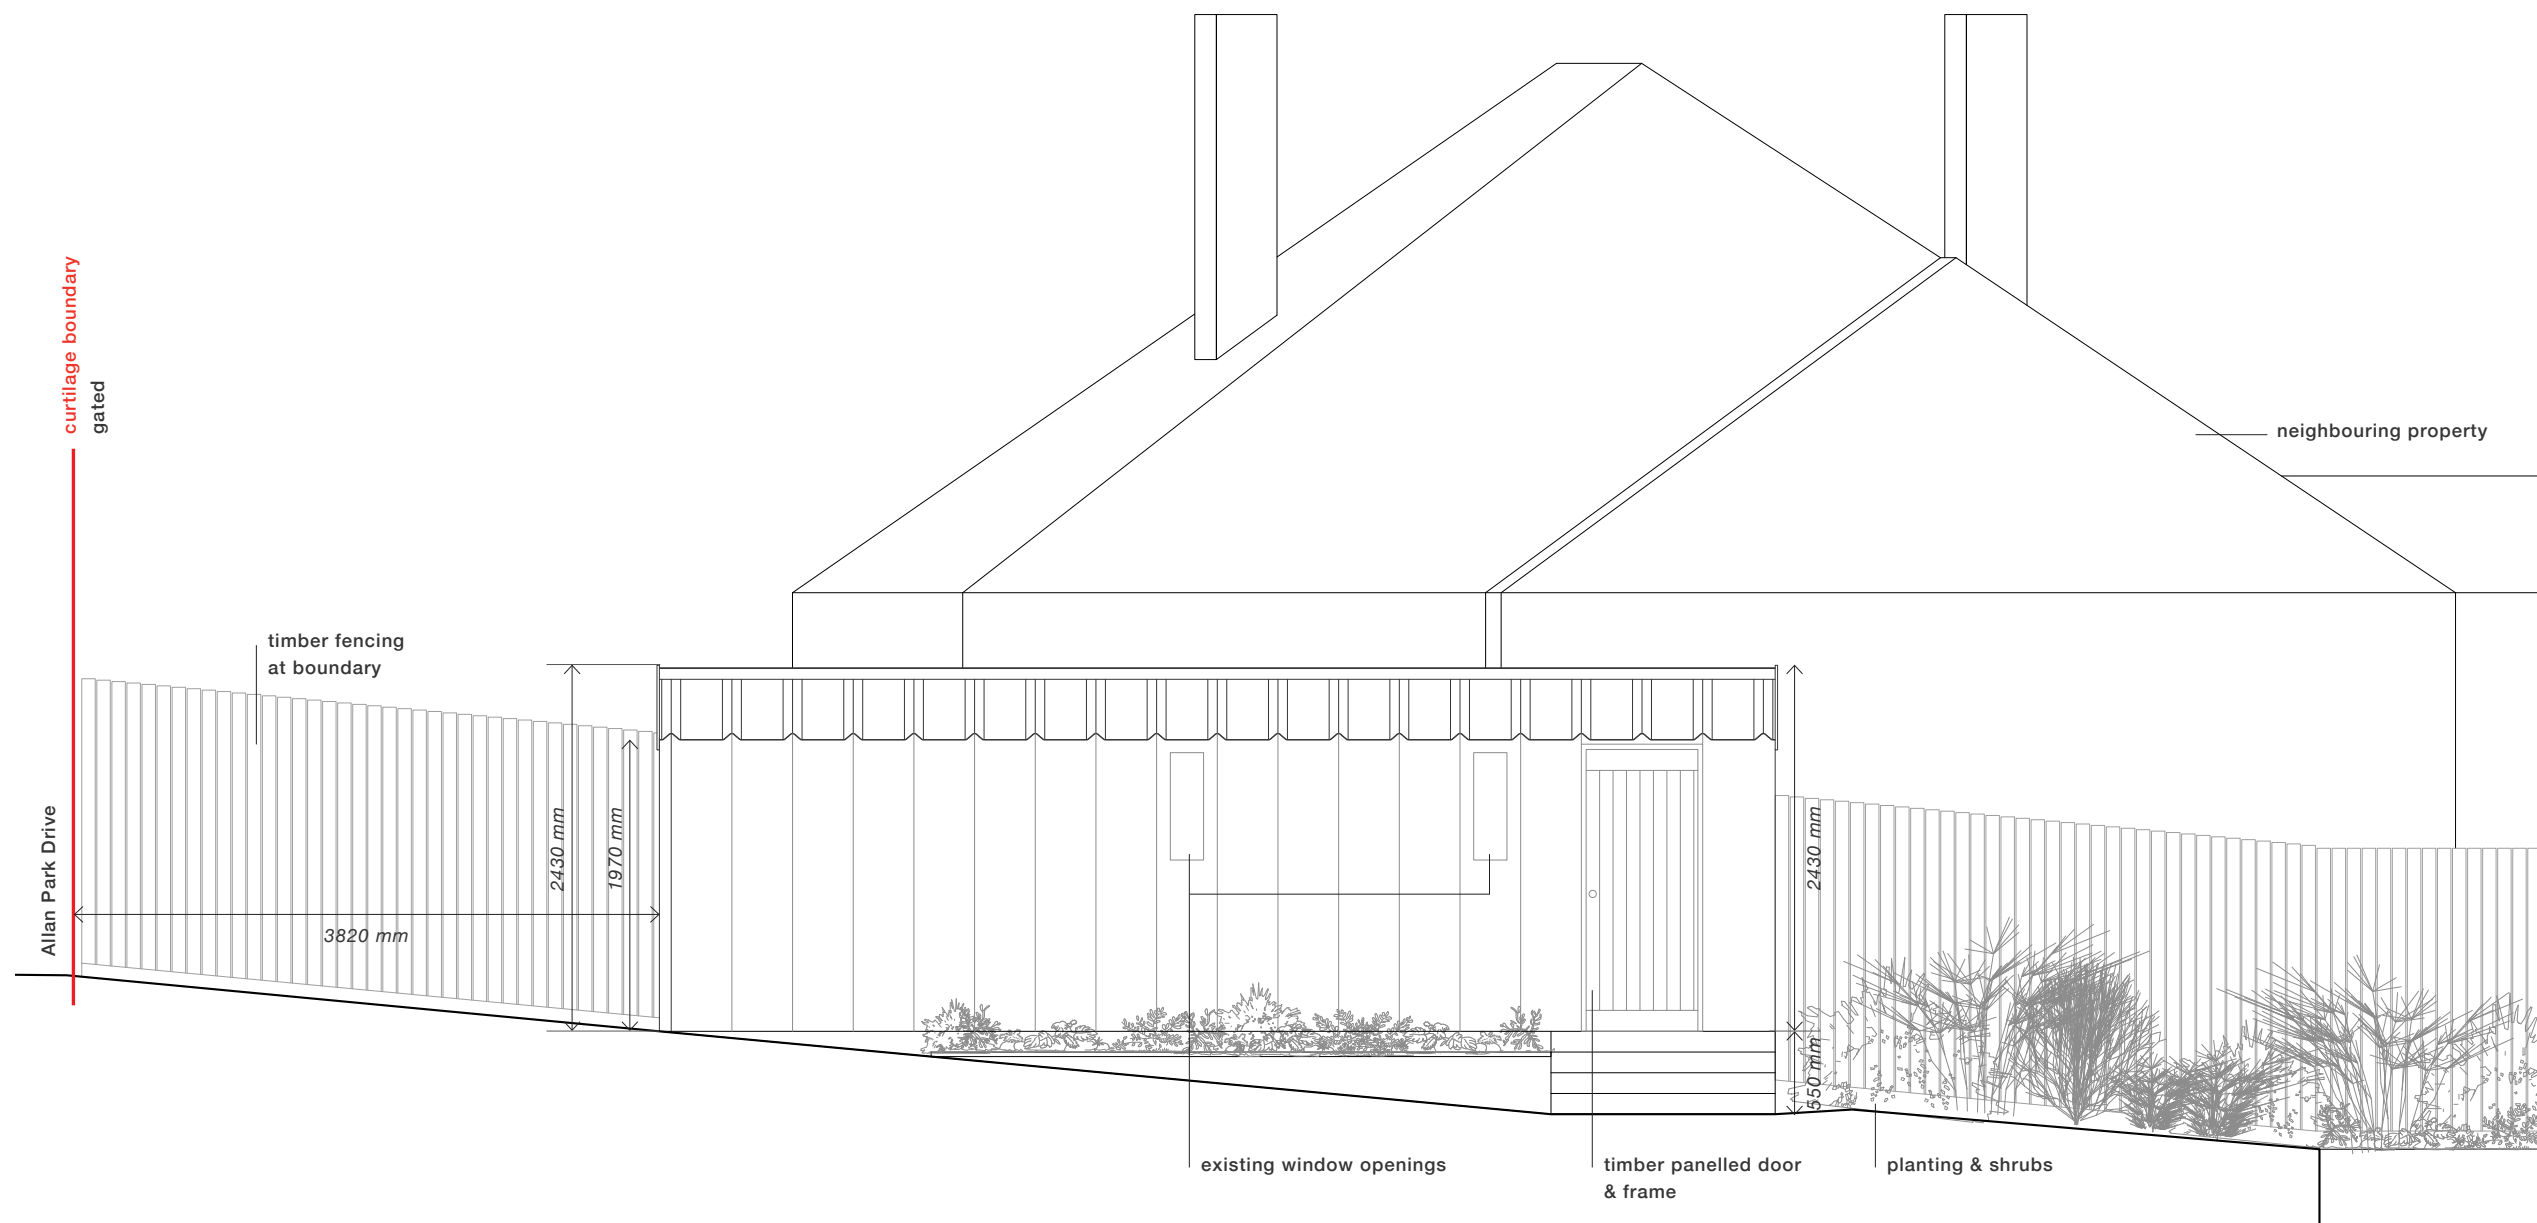 curtilage boundary
gated
Allan Park Drive
timber fencing
at boundary
3820 mm
2430 mm
1970 mm
neighbouring property
2430 mm
550 mm
existing window openings
timber panelled door
& frame
planting & shrubs